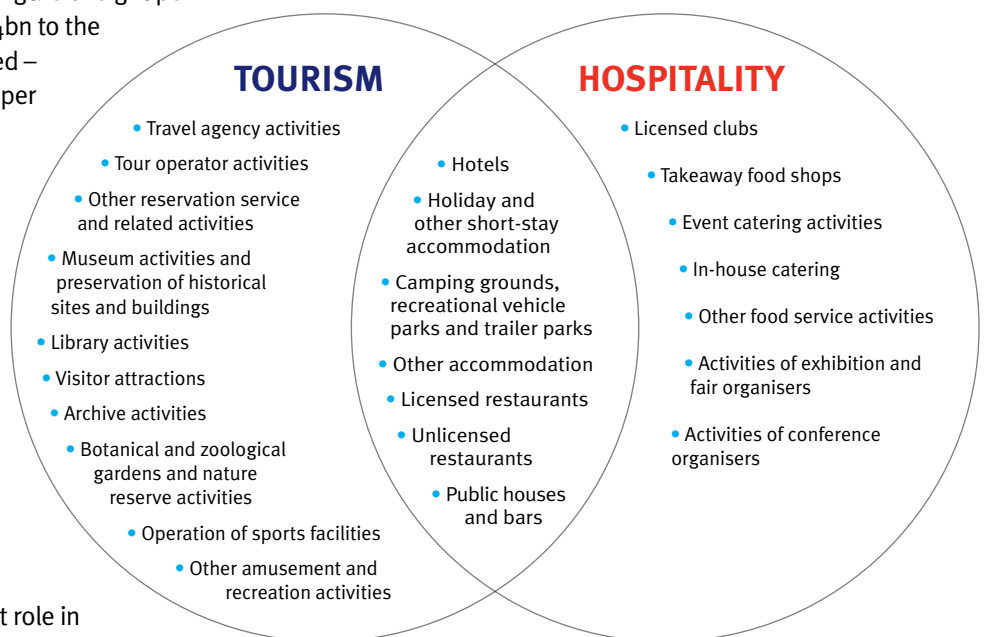 bn to the
ed –
per
TOURISM
• Travel agency activities
• Tour operator activities
• Other reservation service
and related activities
• Museum activities and
preservation of historical
sites and buildings
• Library activities
• Visitor attractions
• Archive activities
• Botanical and zoological
gardens and nature
reserve activities
• Operation of sports facilities
• Other amusement and
recreation activities
• Hotels
• Holiday and
other short-stay
accommodation
• Camping grounds,
recreational vehicle
parks and trailer parks
• Other accommodation
• Licensed restaurants
• Unlicensed
restaurants
• Public houses
and bars
HOSPITALITY
• Licensed clubs
• Takeaway food shops
• Event catering activities
• In-house catering
• Other food service activities
• Activities of exhibition and
fair organisers
• Activities of conference
organisers
t role in